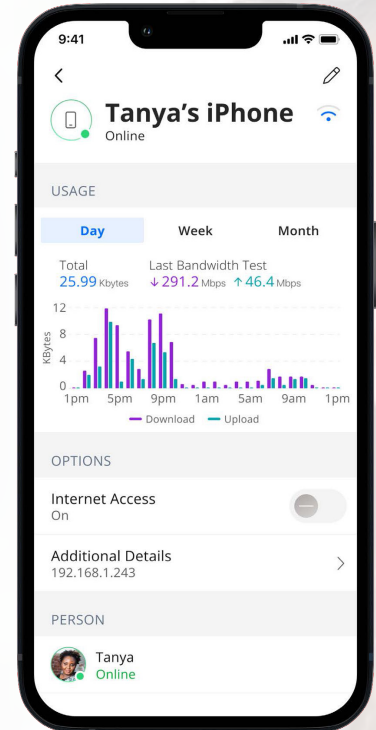 9:41
Tanya's iPhone
Online
USAGE
Day Week Month
Total Last Bandwidth Test
25.99 Kbytes ↓291.2 Mbps ↑46.4 Mbps
12
8
4
0
KBytes
1pm 5pm 9pm 1am 5am 9am 1pm
Download Upload
OPTIONS
Internet Access
On
Additional Details
192.168.1.243
PERSON
Tanya
Online